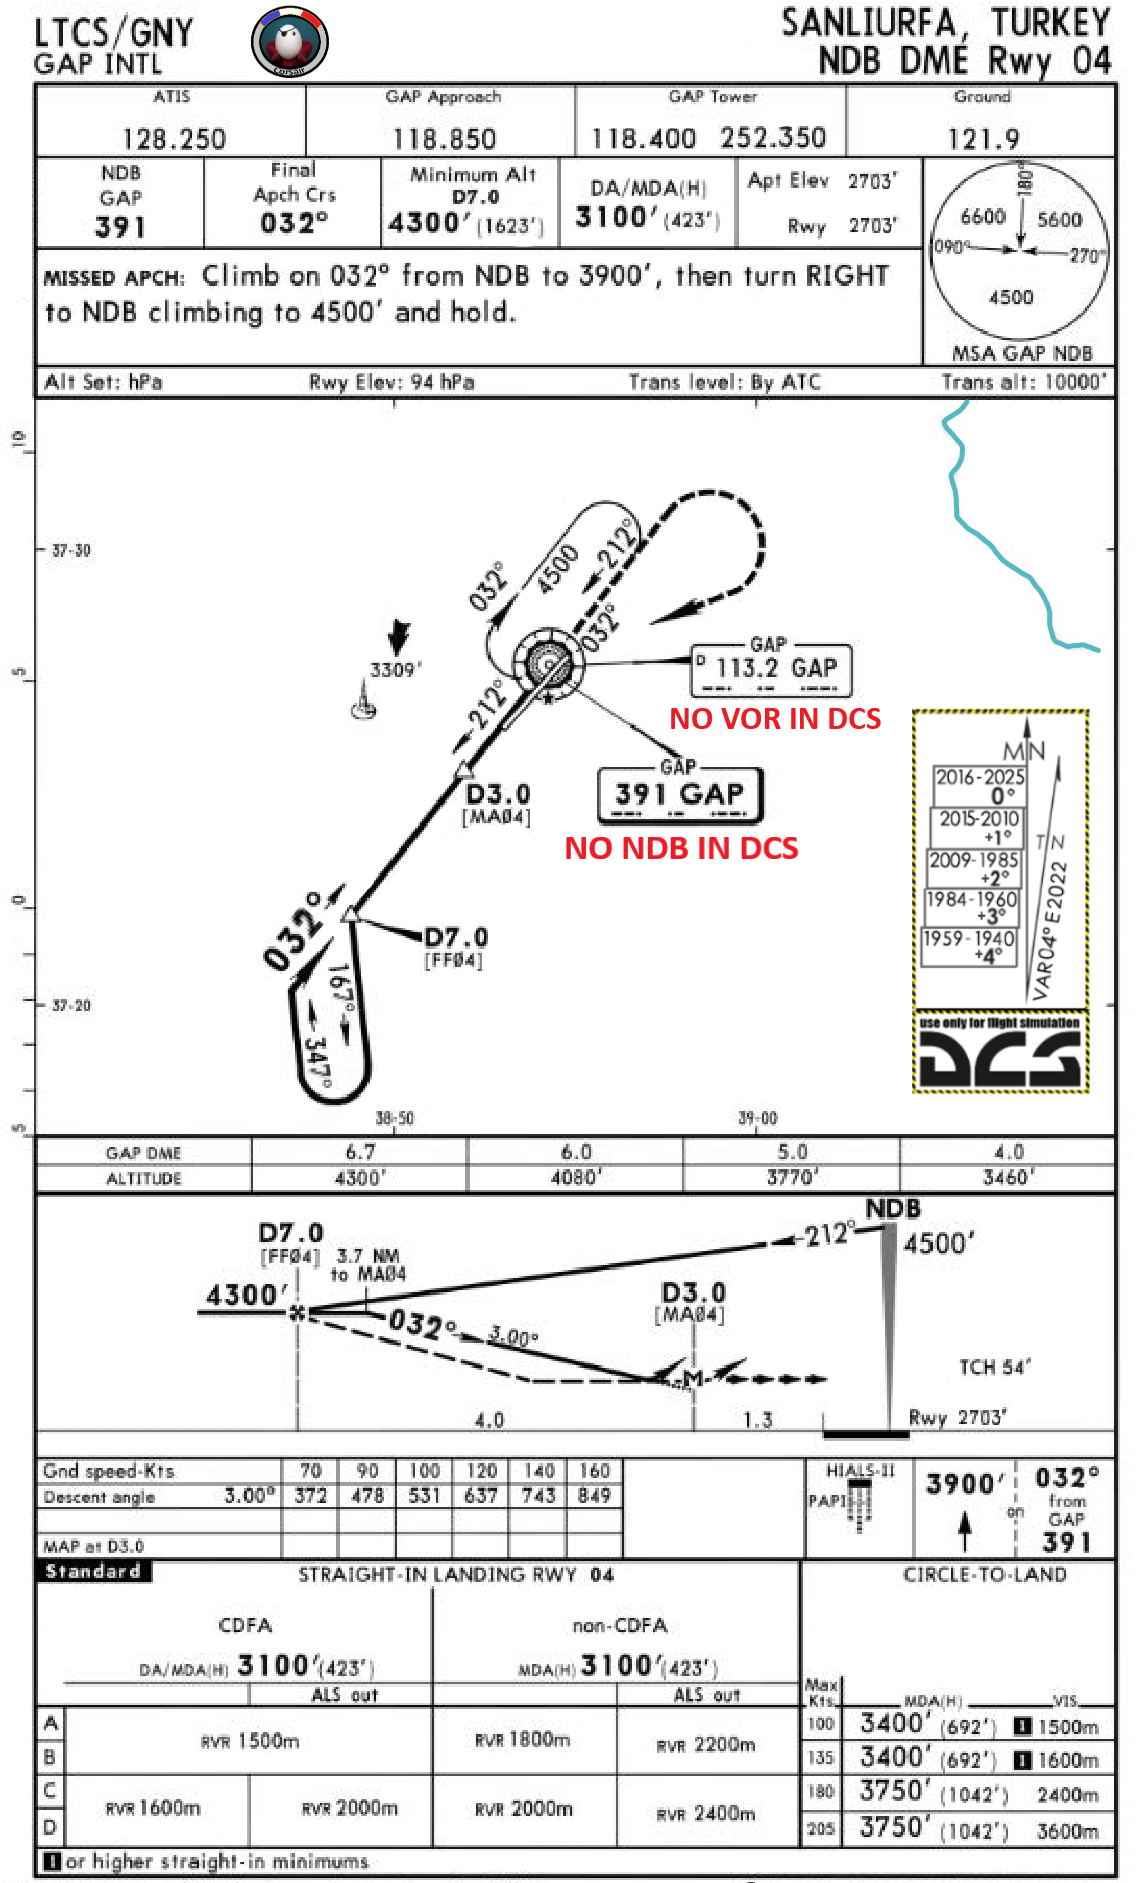 LTCS/GNY
GAP INTL
Corsair
SANLIURFA, TURKEY
NDB DME Rwy 04
ATIS
128.250
GAP Approach
118.850
GAP Tower
118.400 252.350
Ground
121.9
NDB
GAP
391
Final
Apch Crs
032°
Minimum Alt
D7.0
4300' (1623')
DA/MDA(H)
3100' (423')
Apt Elev 2703'
Rwy 2703'
180°
6600 5600
090° 270°
4500
MSA GAP NDB
MISSED APCH: Climb on 032° from NDB to 3900', then turn RIGHT
to NDB climbing to 4500' and hold.
Alt Set: hPa Rwy Elev: 94 hPa Trans level: By ATC Trans alt: 10000'
10
37-30
032°
4500
212°
032°
3309'
5
212°
GAP
D 113.2 GAP
NO VOR IN DCS
GAP
391 GAP
NO NDB IN DCS
D3.0
[MA04]
0
032°
D7.0
[FF04]
167°
347°
37-20
MN
2016-2025
0°
2015-2010
+1°
TN
2009-1985
+2°
1984-1960
+3°
1959-1940
+4°
VAR04°E2022
use only for flight simulation
DCS
5
38-50 39-00
GAP DME 6.7 6.0 5.0 4.0
ALTITUDE 4300' 4080' 3770' 3460'
NDB
D7.0
[FF04]
3.7 NM
to MA04
212°
4500'
4300'
032°
3.00°
D3.0
[MA04]
M
TCH 54'
4.0 1.3
Rwy 2703'
Gnd speed-Kts 70 90 100 120 140 160
Descent angle 3.00° 372 478 531 637 743 849
MAP at D3.0
HIALS-II
PAPI
3900'
on
032°
from
GAP
391
Standard
STRAIGHT-IN LANDING RWY 04
CIRCLE-TO-LAND
CDFA non-CDFA
DA/MDA(H) 3100'(423') MDA(H) 3100'(423')
ALS out ALS out
Max
Kts. MDA(H) VIS
A
B
RVR 1500m RVR 1800m RVR 2200m
100 3400' (692') 1 1500m
135 3400' (692') 1 1600m
C
D
RVR 1600m RVR 2000m RVR 2000m RVR 2400m
180 3750' (1042') 2400m
205 3750' (1042') 3600m
1 or higher straight-in minimums